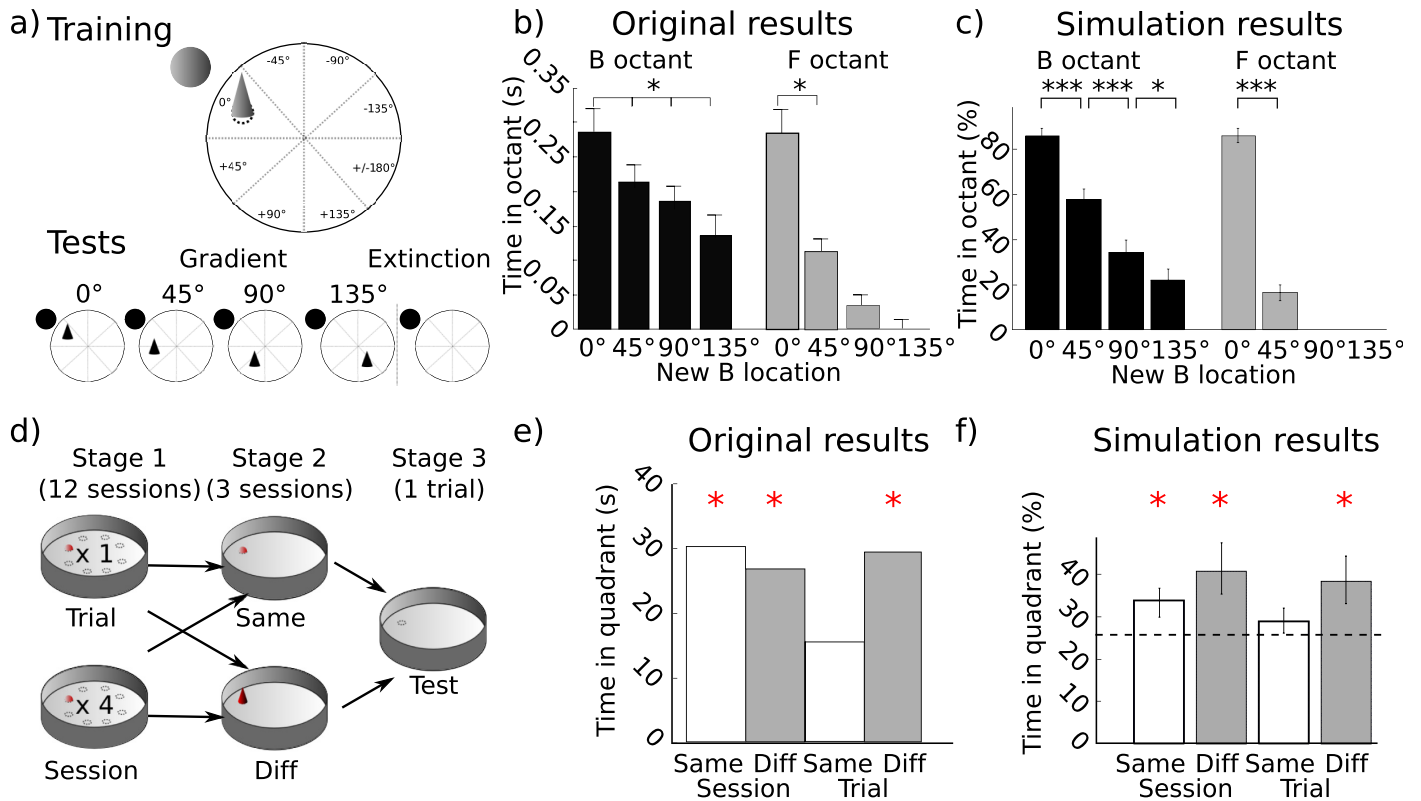 a) Training
-45°
-90°
0°
-135°
+45°
+/-180°
+90°
+135°
Tests
Gradient
Extinction
0°
45°
90°
135°
b) Original results
B octant
F octant
*
*
Time in octant (s)
0.35
0.25
0.15
0.05
0
0° 45° 90° 135°
0° 45° 90° 135°
New B location
c) Simulation results
B octant
F octant
*** *** *
***
Time in octant (%)
80
60
40
20
0
0° 45° 90° 135°
0° 45° 90° 135°
New B location
d)
Stage 1
(12 sessions)
Stage 2
(3 sessions)
Stage 3
(1 trial)
x 1
Trial
Same
x 4
Session
Diff
Test
e) Original results
* * *
Time in quadrant (s)
40
30
20
10
0
Same Diff Same Diff
Session Trial
f) Simulation results
* * *
Time in quadrant (%)
40
30
20
10
0
Same Diff Same Diff
Session Trial